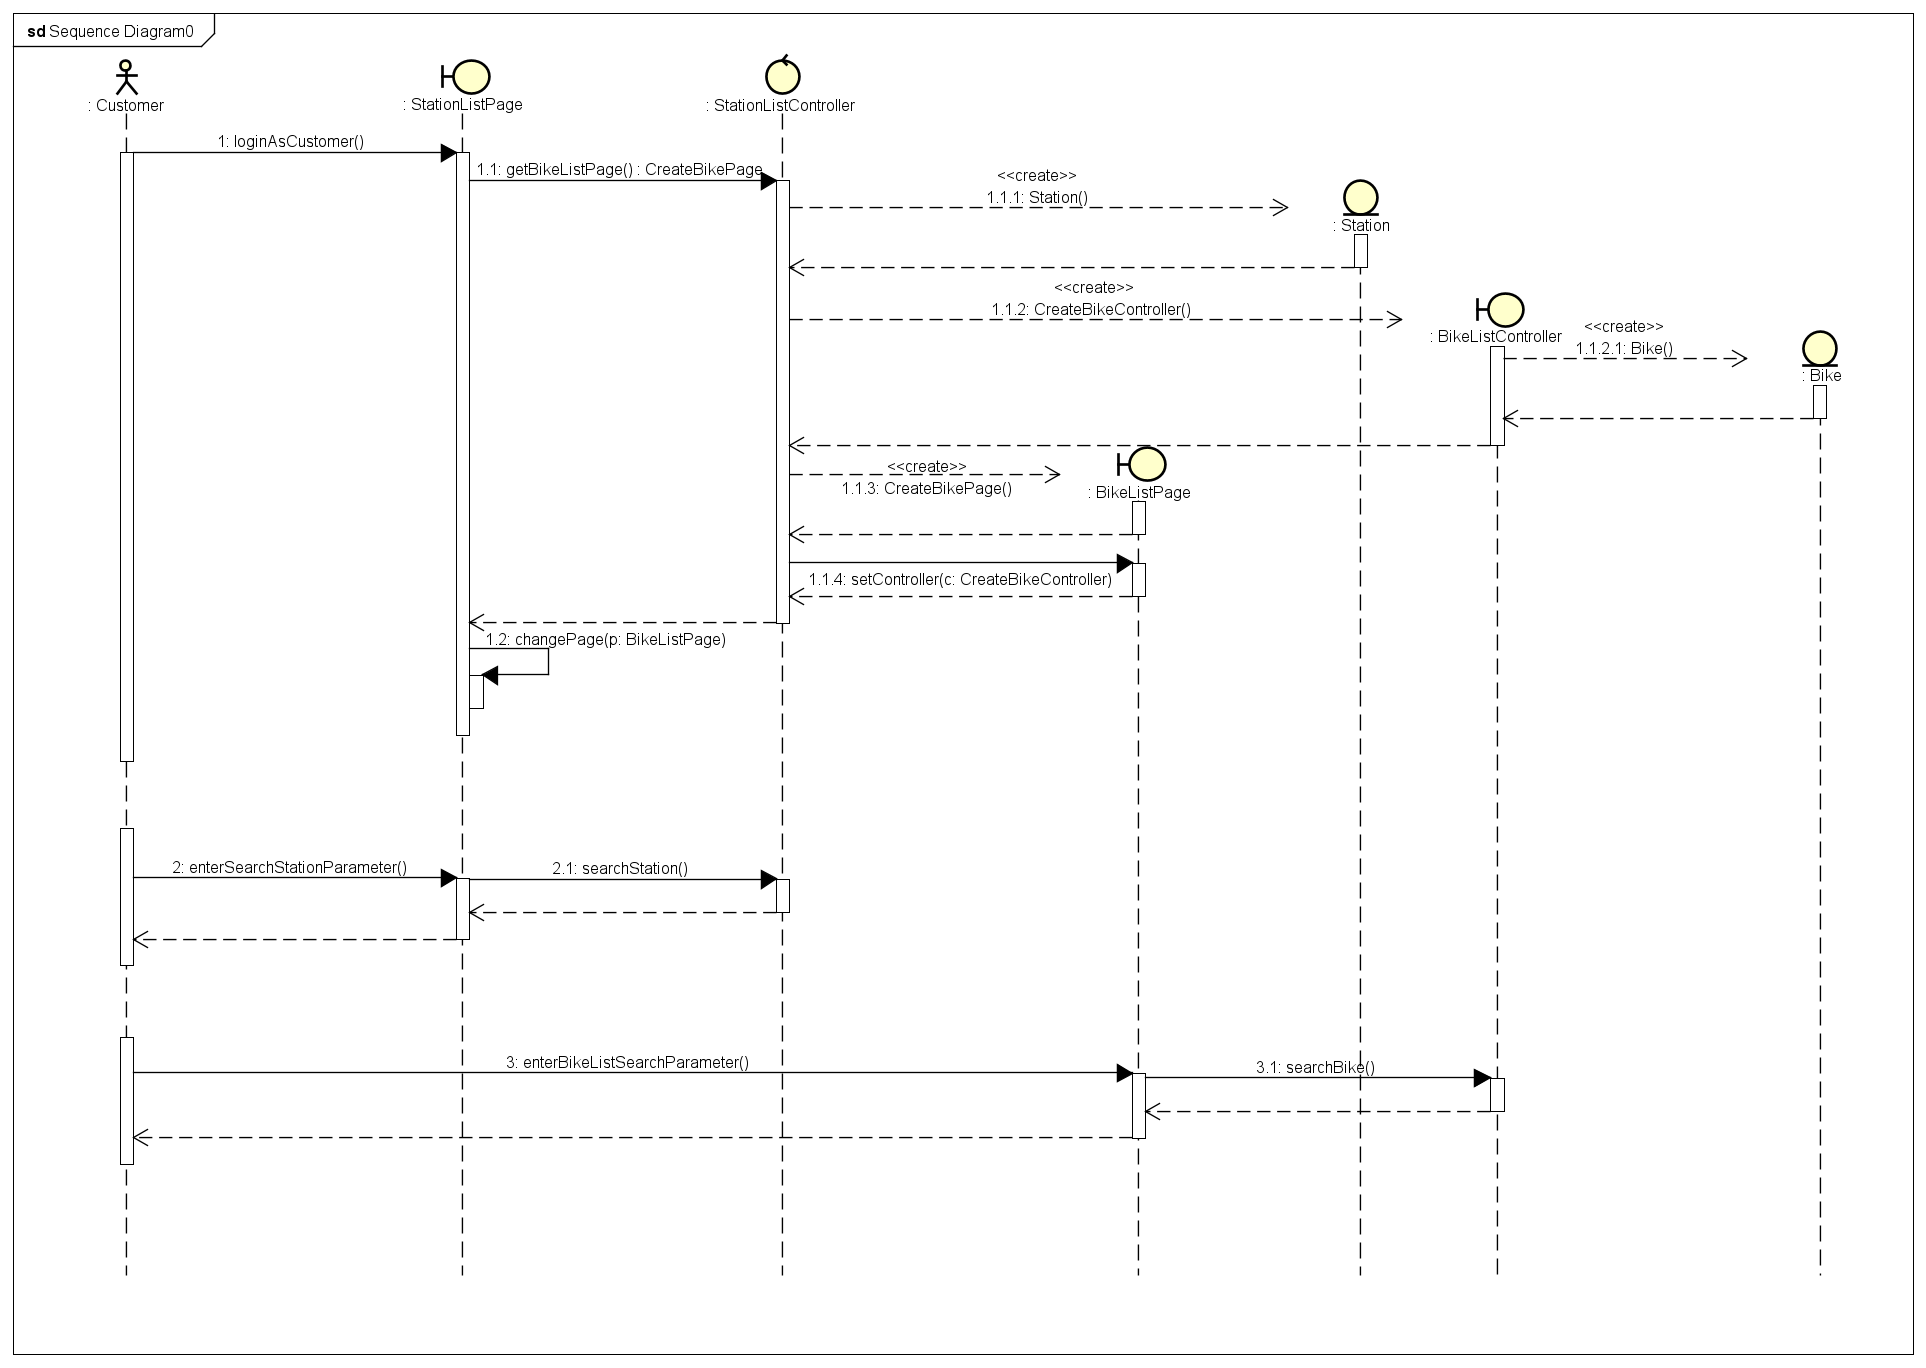 sd Sequence Diagram0
: Customer
: StationListPage
: StationListController
1: loginAsCustomer()
1.1: getBikeListPage() : CreateBikePage
<<create>>
1.1.1: Station()
: Station
<<create>>
1.1.2: CreateBikeController()
: BikeListController
<<create>>
1.1.2.1: Bike()
: Bike
<<create>>
1.1.3: CreateBikePage()
: BikeListPage
1.1.4: setController(c: CreateBikeController)
1.2: changePage(p: BikeListPage)
2: enterSearchStationParameter()
2.1: searchStation()
3: enterBikeListSearchParameter()
3.1: searchBike()